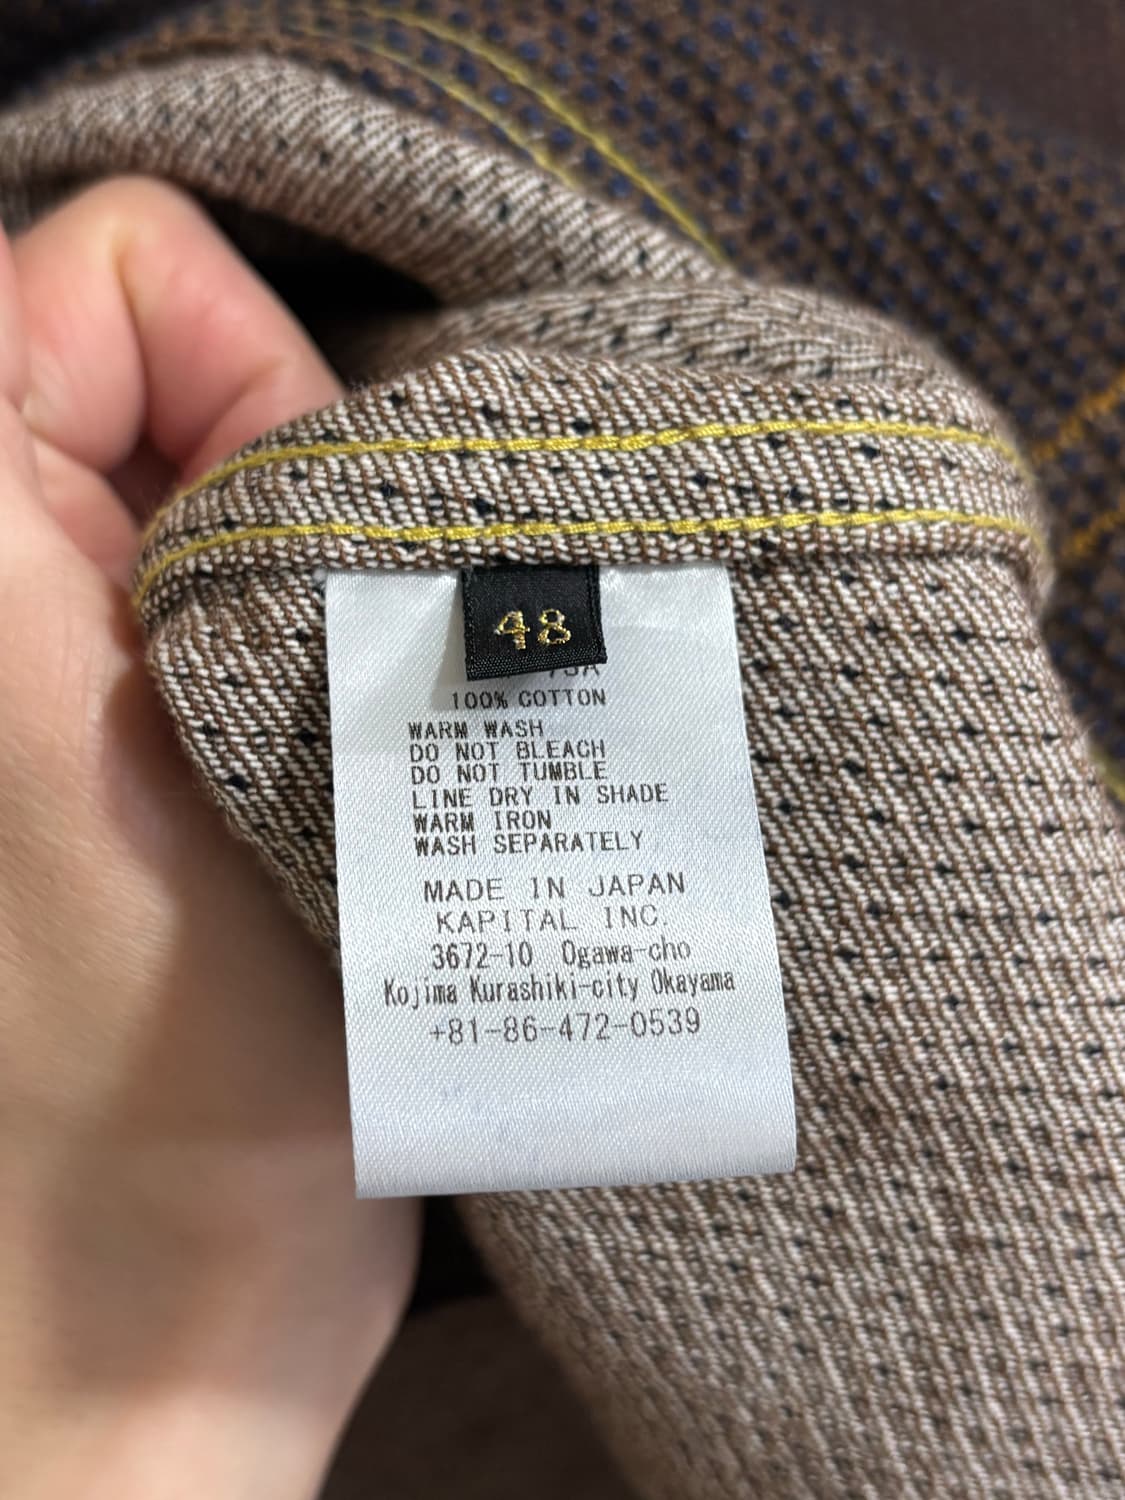 48
100% COTTON
WARM WASH
DO NOT BLEACH
DO NOT TUMBLE
LINE DRY IN SHADE
WARM IRON
WASH SEPARATELY
MADE IN JAPAN
KAPITAL INC.
3672-10 Ogawa-cho
Kojima Kurashiki-city Okayama
+81-86-472-0539